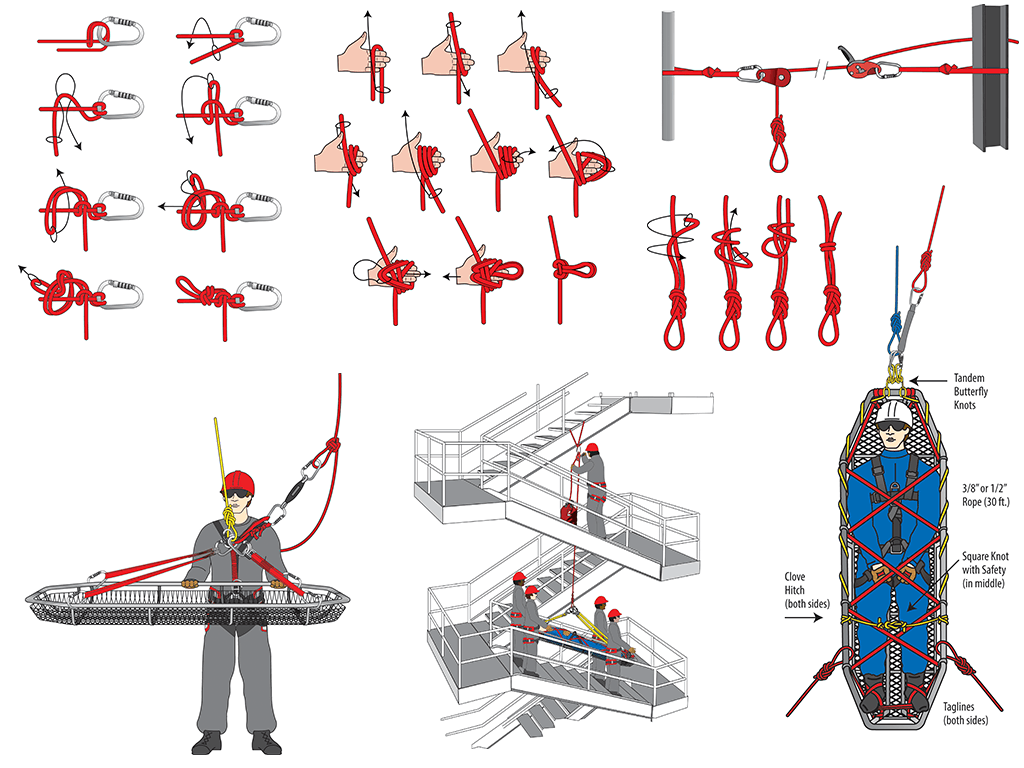 Tandem
Butterfly
Knots
3/8” or 1/2”
Rope (30 ft.)
Square Knot
with Safety
(in middle)
Clove
Hitch
(both sides)
Taglines
(both sides)